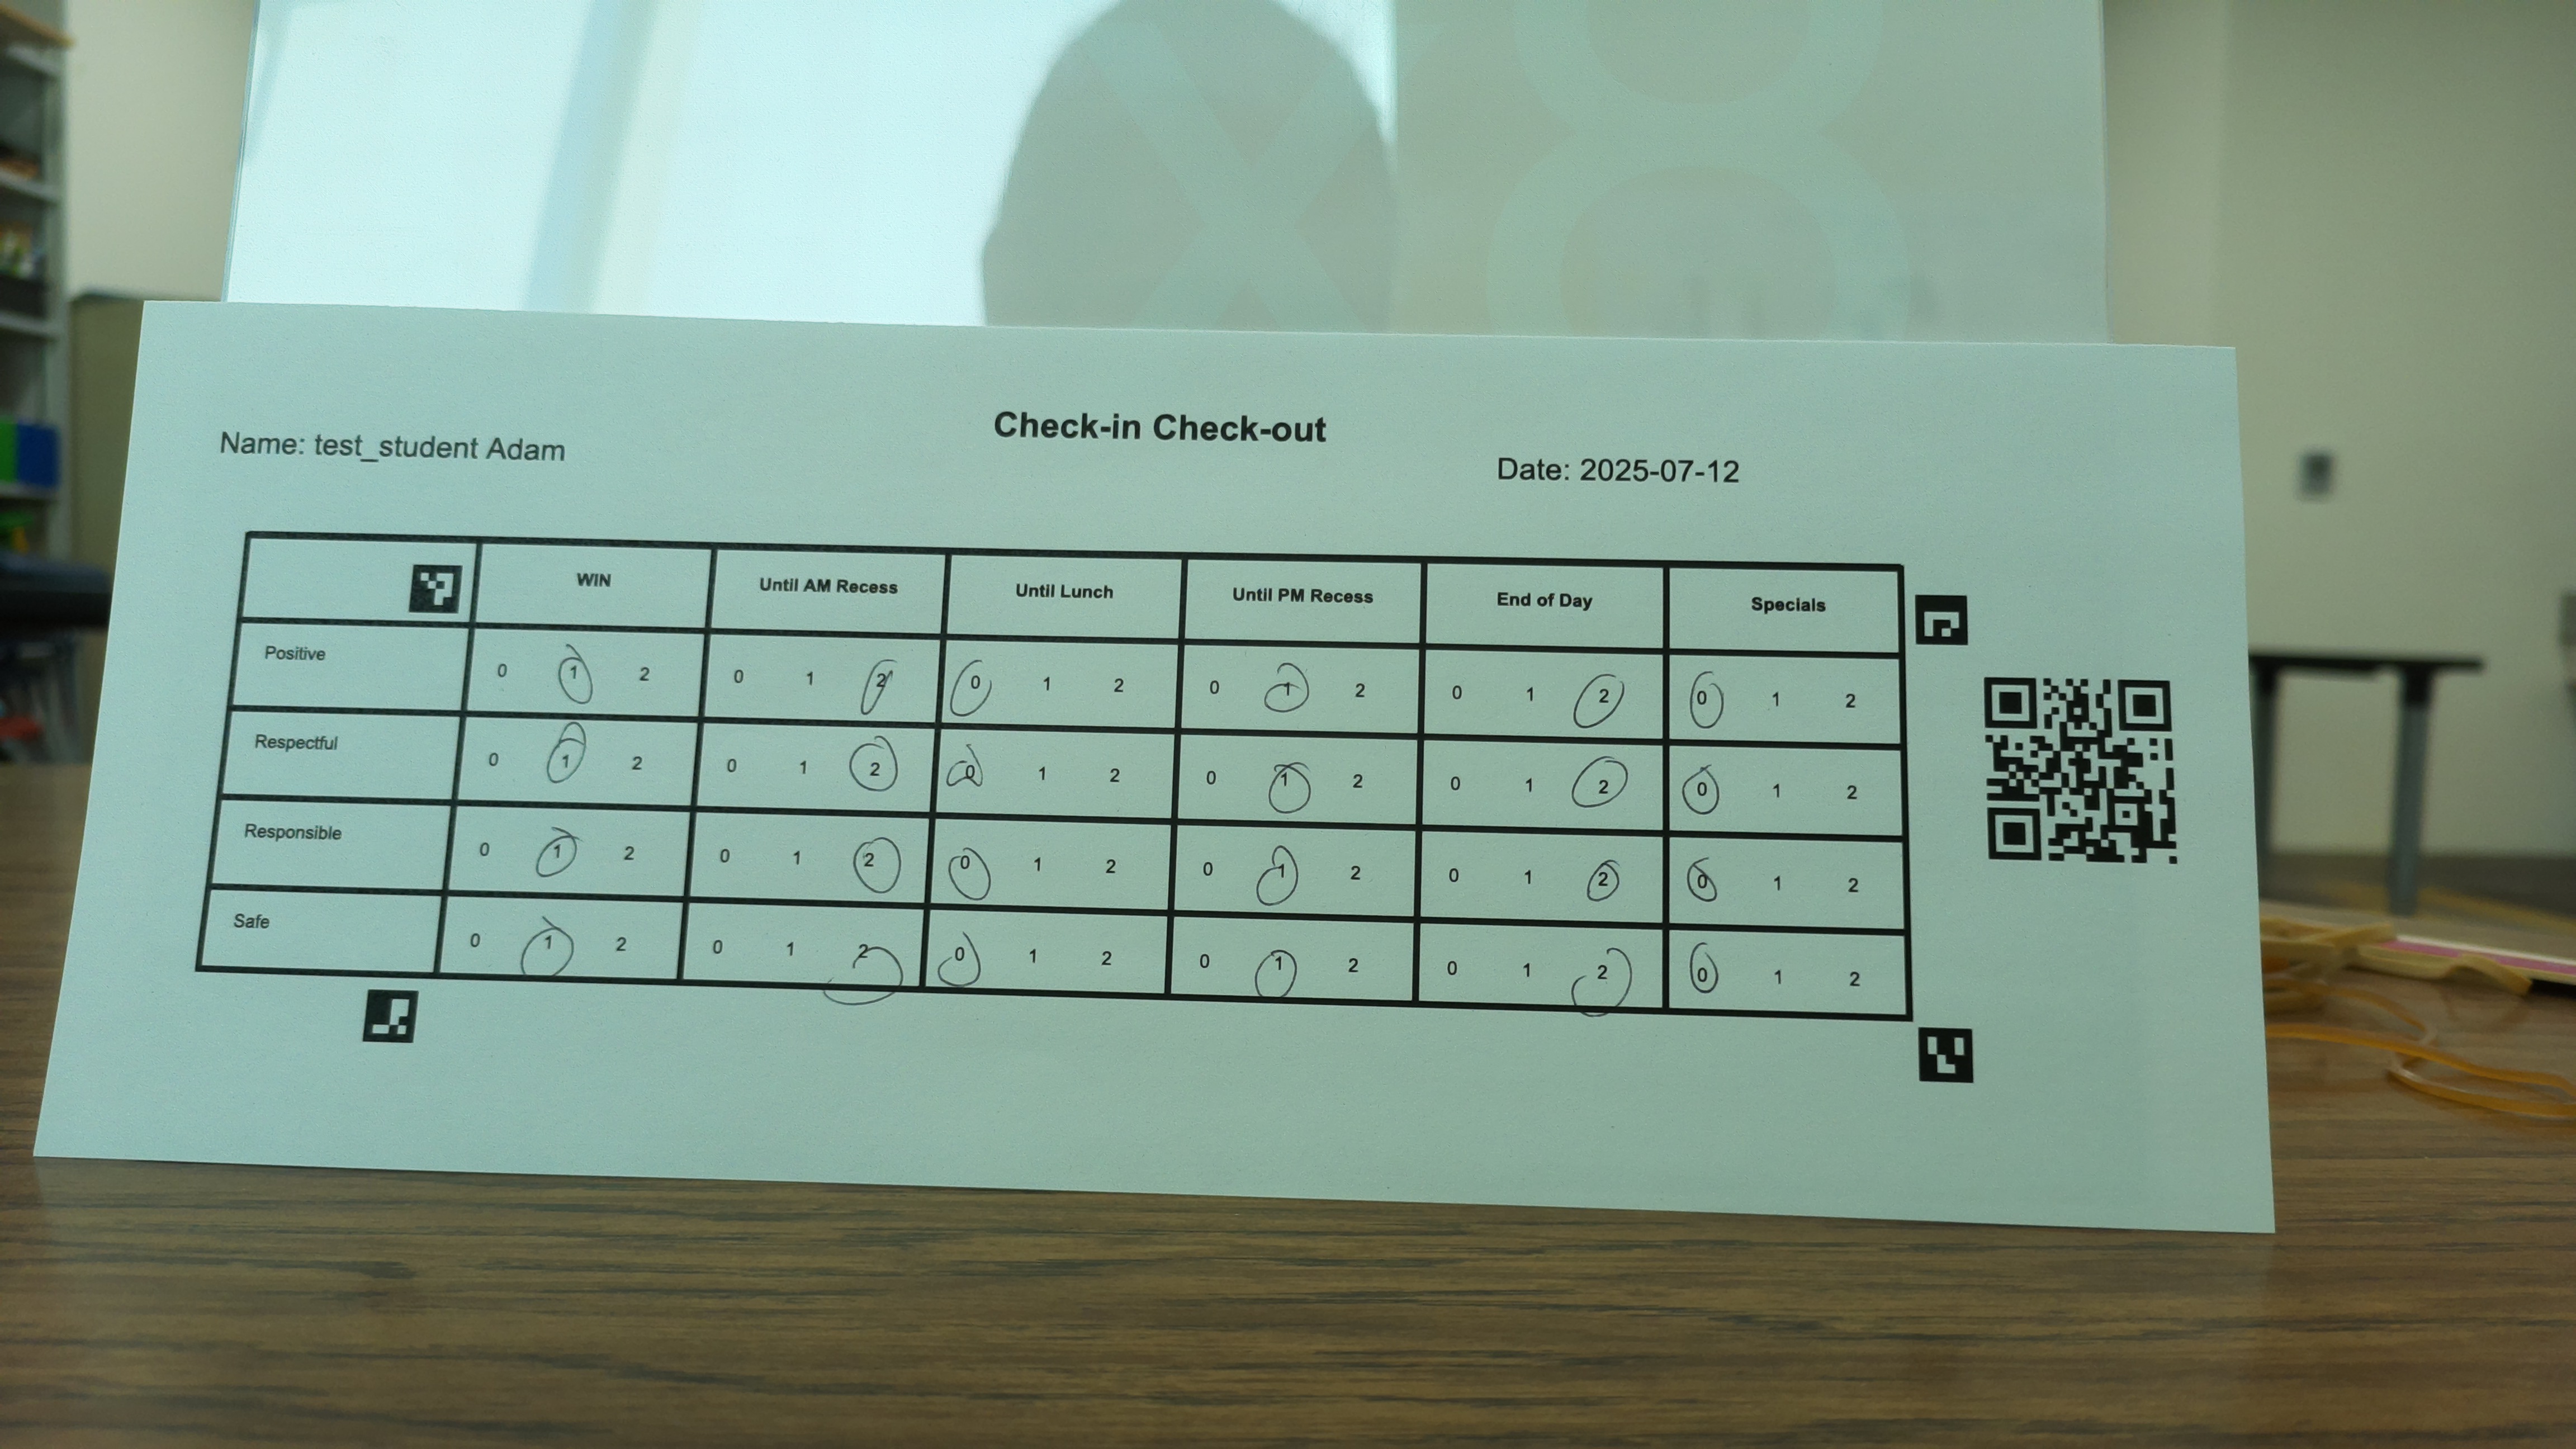 Check-in Check-out
Name: test_student Adam
Date: 2025-07-12
WIN Until AM Recess Until Lunch Until PM Recess End of Day Specials
Positive 0 1 2 0 1 2 0 1 2 0 1 2 0 1 2 0 1 2
Respectful 0 1 2 0 1 2 0 1 2 0 1 2 0 1 2 0 1 2
Responsible 0 1 2 0 1 2 0 1 2 0 1 2 0 1 2 0 1 2
Safe 0 1 2 0 1 2 0 1 2 0 1 2 0 1 2 0 1 2